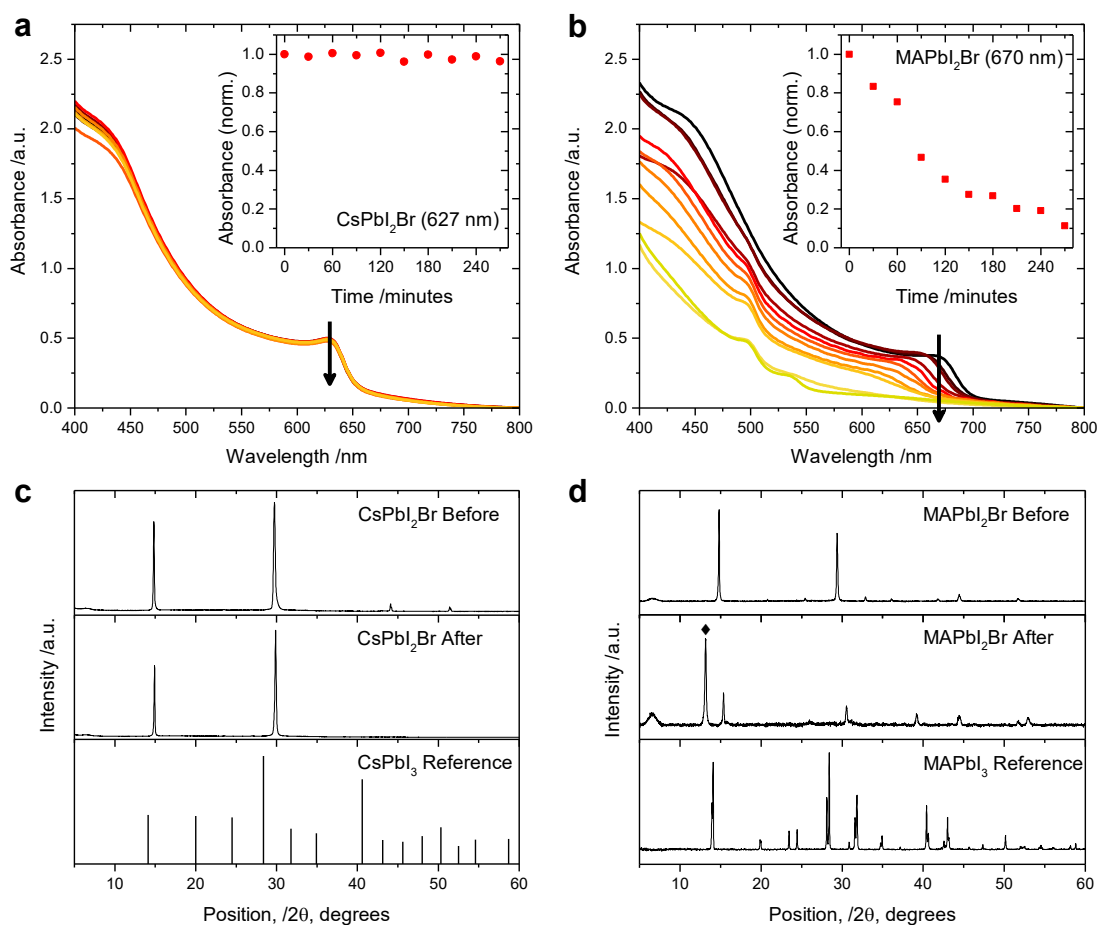 a
2.5
2.0
1.5
1.0
0.5
0.0
Absorbance /a.u.
400 450 500 550 600 650 700 750 800
Wavelength /nm
1.0
0.8
0.6
0.4
0.2
0.0
Absorbance (norm.)
CsPbI₂Br (627 nm)
0 60 120 180 240
Time /minutes
b
2.5
2.0
1.5
1.0
0.5
0.0
Absorbance /a.u.
400 450 500 550 600 650 700 750 800
Wavelength /nm
1.0
0.8
0.6
0.4
0.2
0.0
Absorbance (norm.)
MAPbI₂Br (670 nm)
0 60 120 180 240
Time /minutes
c
Intensity /a.u.
CsPbI₂Br Before
CsPbI₂Br After
CsPbI₃ Reference
10 20 30 40 50 60
Position, /2θ, degrees
d
Intensity /a.u.
MAPbI₂Br Before
♦
MAPbI₂Br After
MAPbI₃ Reference
10 20 30 40 50 60
Position, /2θ, degrees